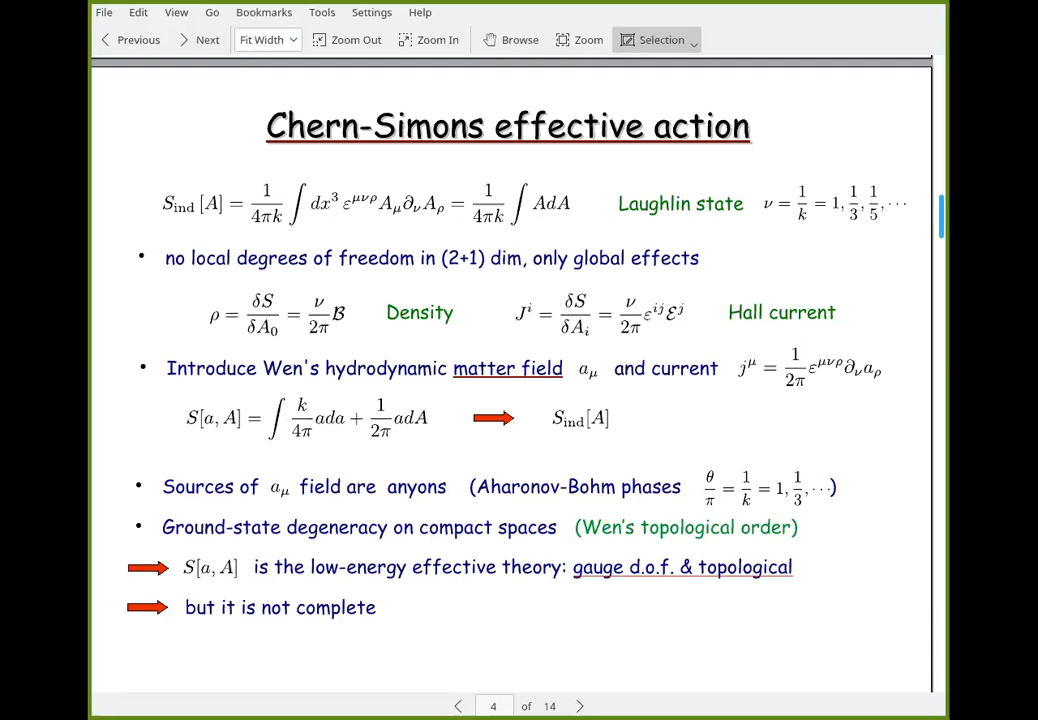 File Edit View Go Bookmarks Tools Settings Help
Previous Next Fit Width Zoom Out Zoom In Browse Zoom Selection
Chern-Simons effective action
S_ind [A] = 1/4πk ∫ dx³ ε^μνρ A_μ ∂_ν A_ρ = 1/4πk ∫ AdA Laughlin state ν = 1/k = 1, 1/3, 1/5, ···
• no local degrees of freedom in (2+1) dim, only global effects
ρ = δS/δA₀ = ν/2π ℬ Density J^i = δS/δA_i = ν/2π ε^ij ℰ^j Hall current
• Introduce Wen's hydrodynamic matter field a_μ and current j^μ = 1/2π ε^μνρ ∂_ν a_ρ
S[a, A] = ∫ k/4π ada + 1/2π adA ➡ S_ind[A]
• Sources of a_μ field are anyons (Aharonov-Bohm phases θ/π = 1/k = 1, 1/3, ···)
• Ground-state degeneracy on compact spaces (Wen's topological order)
➡ S[a, A] is the low-energy effective theory: gauge d.o.f. & topological
➡ but it is not complete
4 of 14